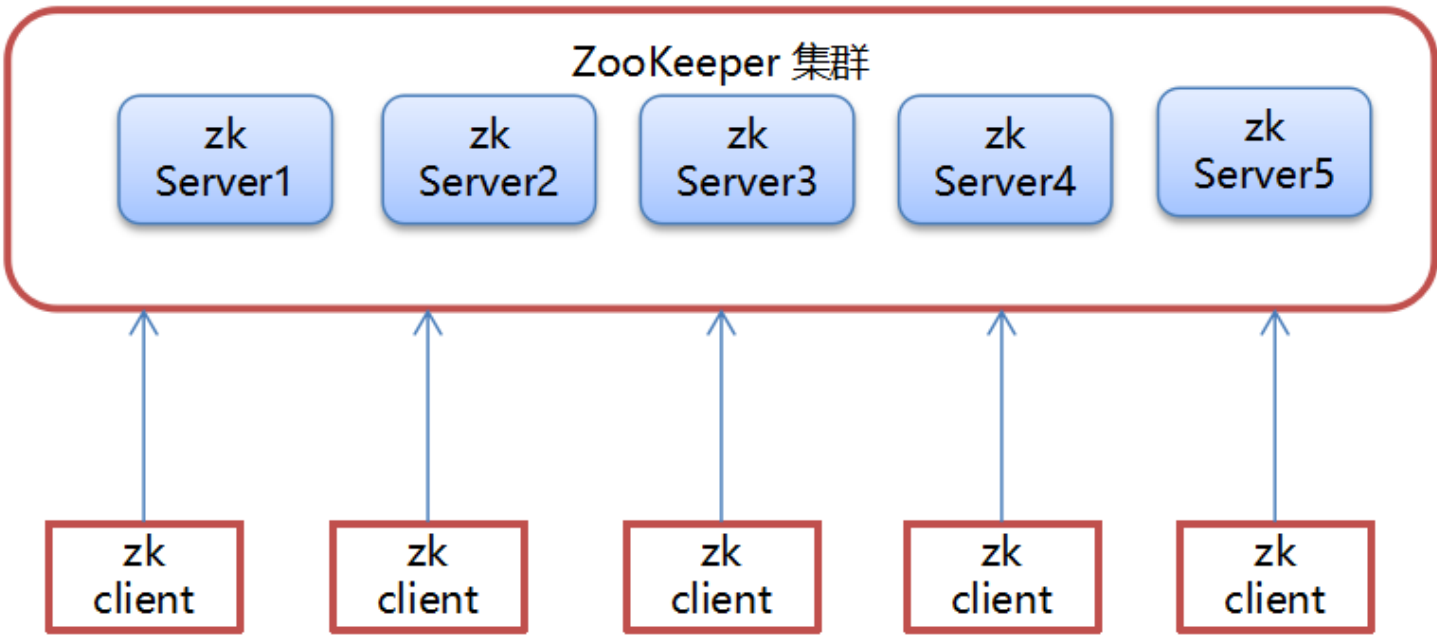 ZooKeeper 集群
zk
Server1
zk
Server2
zk
Server3
zk
Server4
zk
Server5
zk
client
zk
client
zk
client
zk
client
zk
client